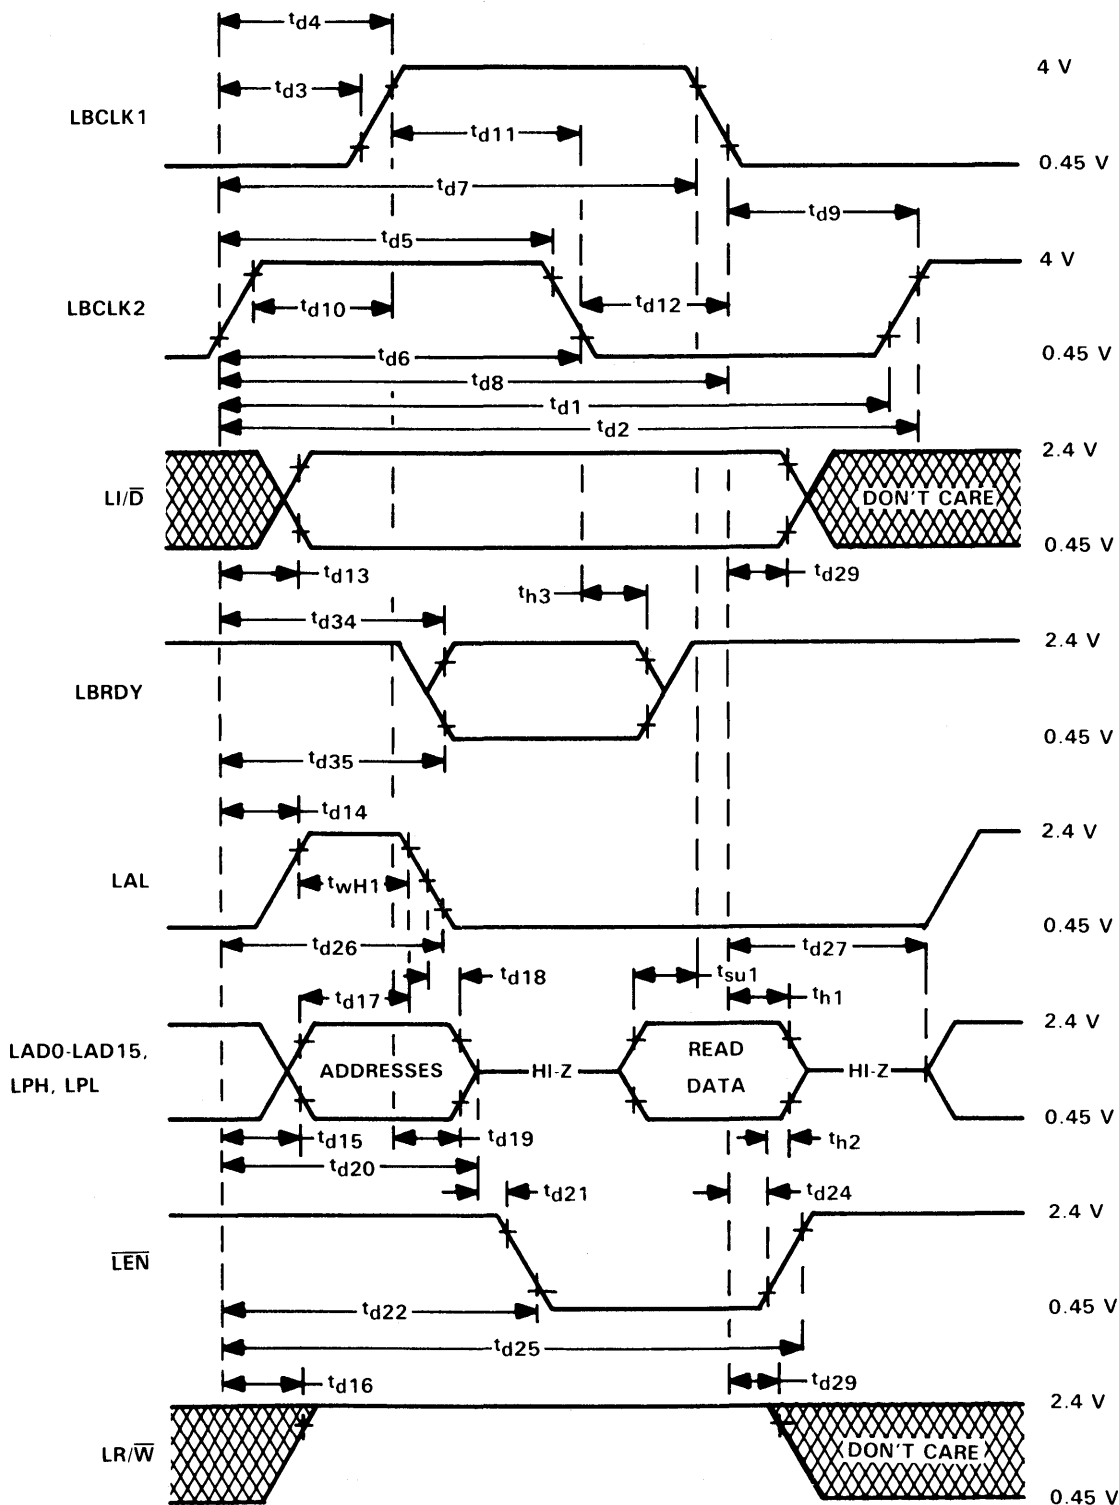 td4
4 V
td3
LBCLK1
td11
0.45 V
td7
td9
td5
4 V
LBCLK2
td10
td12
td6
0.45 V
td8
td1
td2
2.4 V
LI/D̅
DON'T CARE
0.45 V
td13
td29
th3
td34
2.4 V
LBRDY
0.45 V
td35
td14
2.4 V
LAL
twH1
0.45 V
td26
td27
td18
tsu1
td17
th1
2.4 V
LAD0-LAD15,
LPH, LPL
ADDRESSES
HI-Z
READ
DATA
HI-Z
0.45 V
td15
td19
th2
td20
td21
td24
2.4 V
L̅E̅N̅
td22
0.45 V
td25
td16
td29
2.4 V
LR/W̅
DON'T CARE
0.45 V